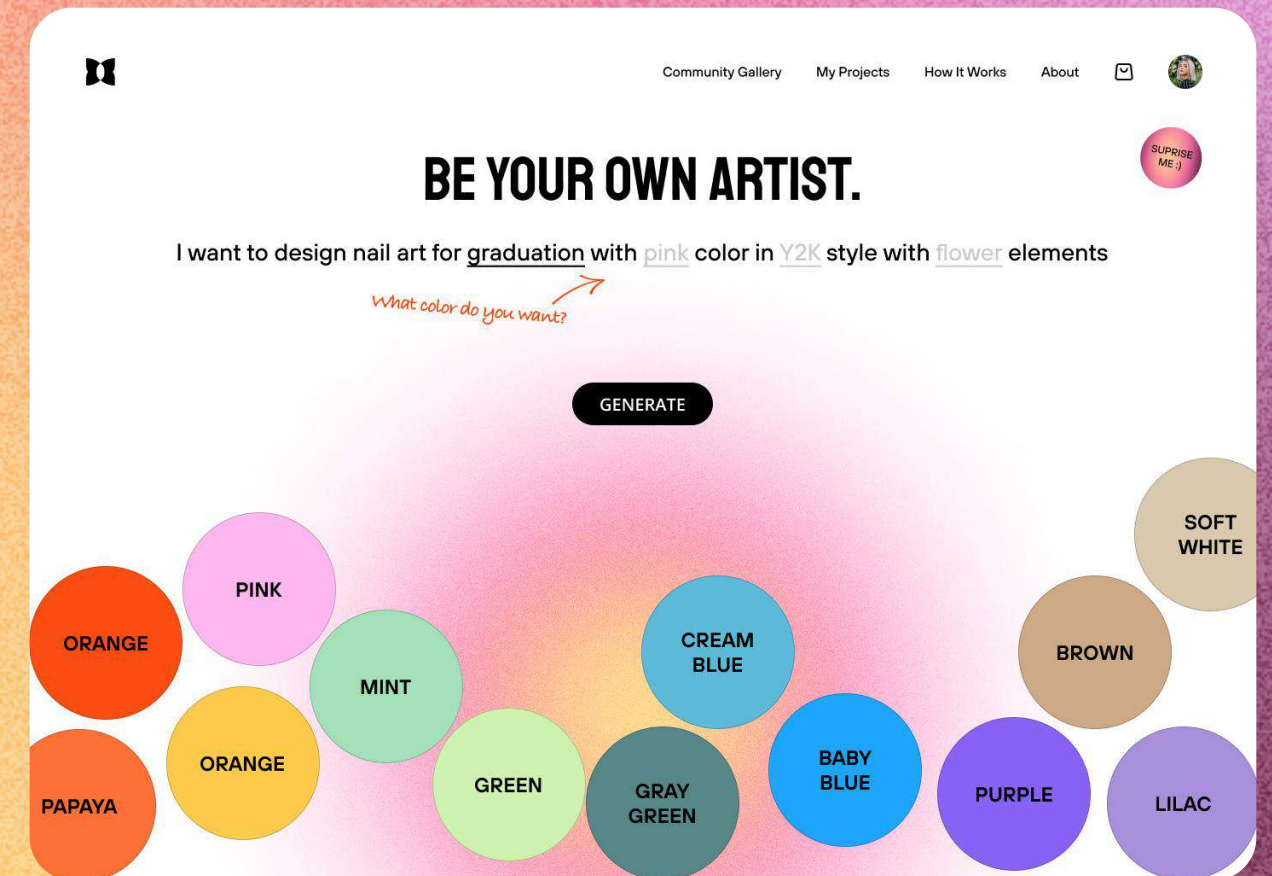 Community Gallery My Projects How It Works About
SUPRISE
ME ;)
BE YOUR OWN ARTIST.
I want to design nail art for graduation with pink color in Y2K style with flower elements
What color do you want?
GENERATE
SOFT
WHITE
PINK
ORANGE
CREAM
BLUE
BROWN
MINT
ORANGE
BABY
BLUE
GREEN
GRAY
GREEN
PURPLE
LILAC
PAPAYA